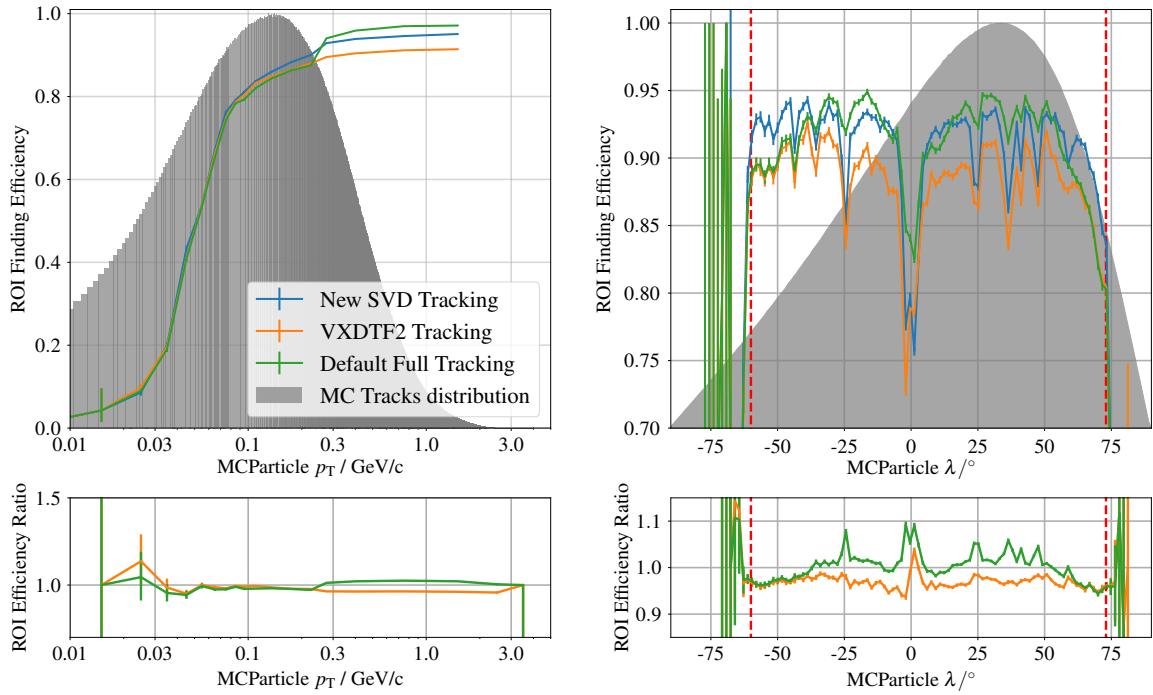 1.0
0.8
0.6
0.4
0.2
0.0
ROI Finding Efficiency
New SVD Tracking
VXDTF2 Tracking
Default Full Tracking
MC Tracks distribution
0.01 0.03 0.1 0.3 1.0 3.0
MCParticle pT / GeV/c
1.00
0.95
0.90
0.85
0.80
0.75
0.70
ROI Finding Efficiency
-75 -50 -25 0 25 50 75
MCParticle λ/°
1.5
1.0
ROI Efficiency Ratio
0.01 0.03 0.1 0.3 1.0 3.0
MCParticle pT / GeV/c
1.1
1.0
0.9
ROI Efficiency Ratio
-75 -50 -25 0 25 50 75
MCParticle λ/°